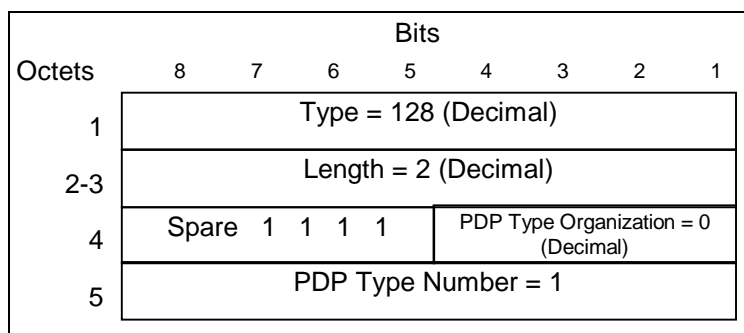 Bits
Octets 8 7 6 5 4 3 2 1
1 Type = 128 (Decimal)
2-3 Length = 2 (Decimal)
4 Spare 1 1 1 1 PDP Type Organization = 0
(Decimal)
5 PDP Type Number = 1